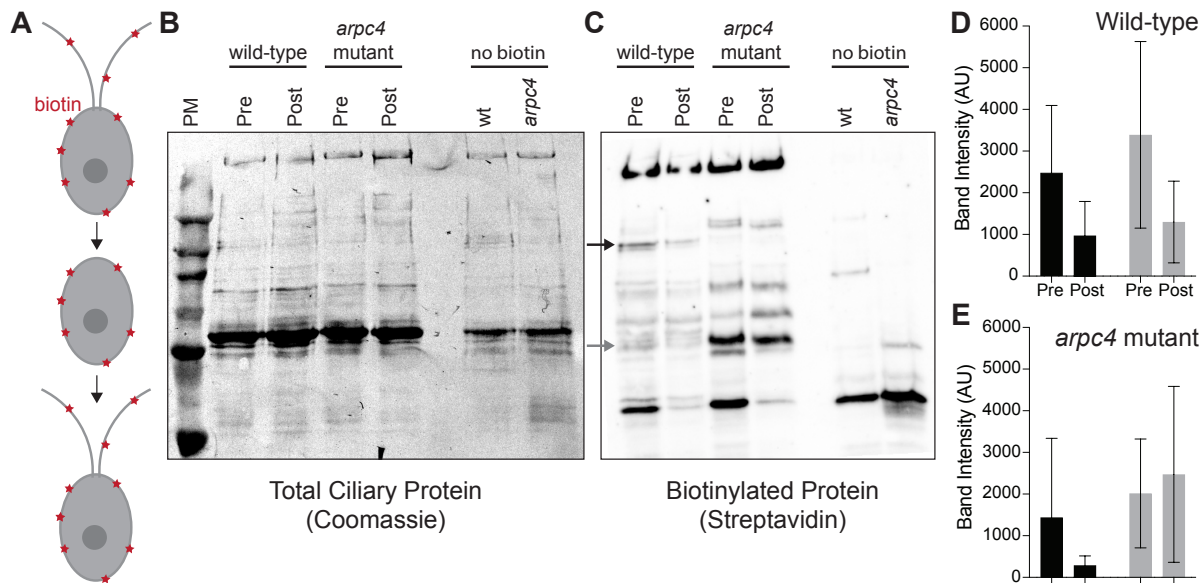 A
biotin
B
wild-type
arpc4
mutant
no biotin
PM
Pre
Post
Pre
Post
wt
arpc4
Total Ciliary Protein
(Coomassie)
C
wild-type
arpc4
mutant
no biotin
Pre
Post
Pre
Post
wt
arpc4
Biotinylated Protein
(Streptavidin)
D
Wild-type
Band Intensity (AU)
6000
5000
4000
3000
2000
1000
0
Pre Post Pre Post
E
arpc4 mutant
Band Intensity (AU)
6000
5000
4000
3000
2000
1000
0